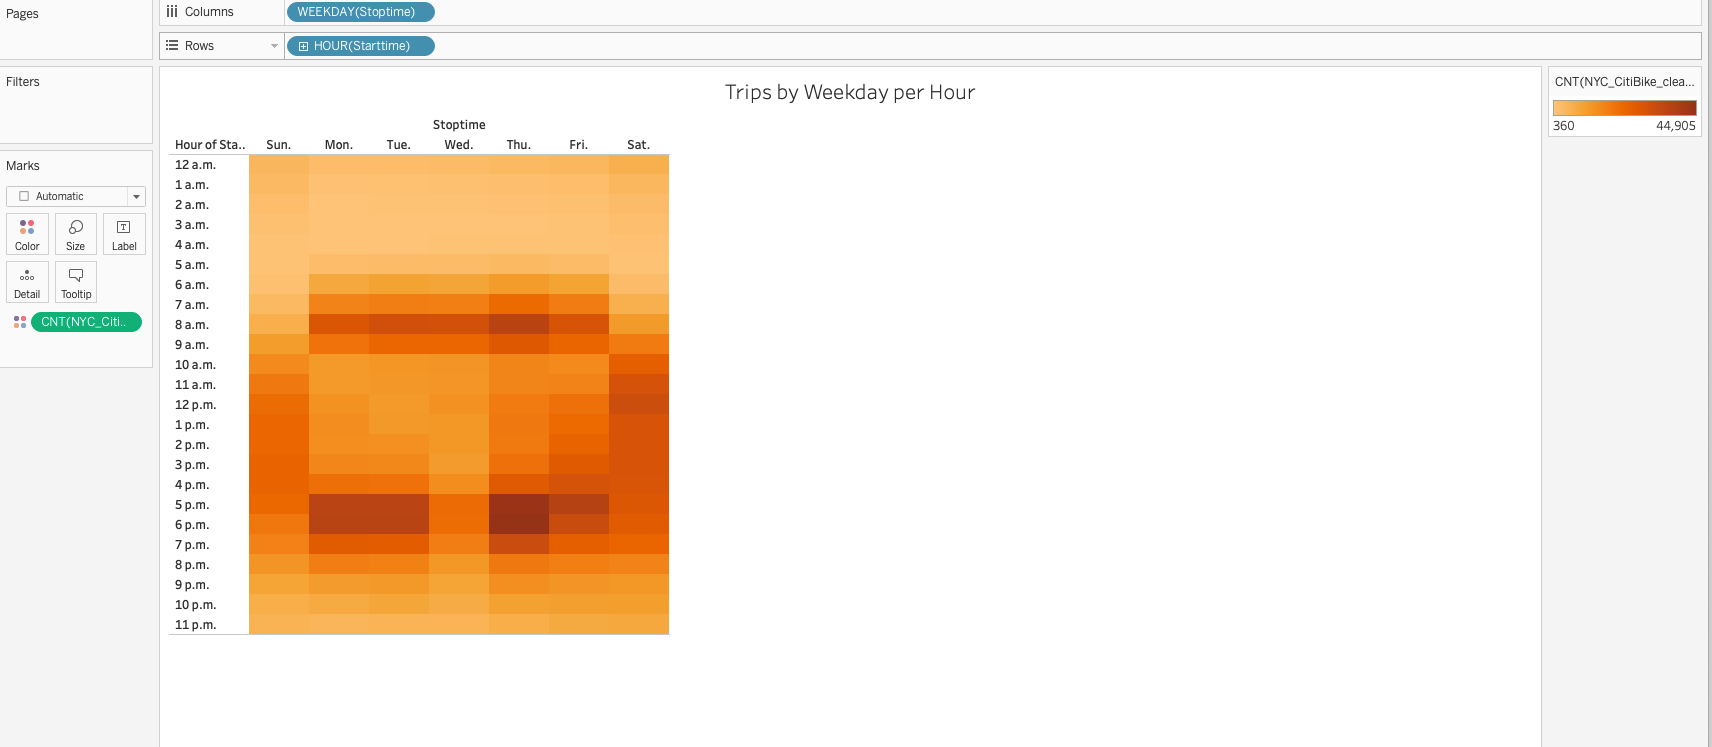 Pages
Columns
WEEKDAY(Stoptime)
Rows
HOUR(Starttime)
Filters
Marks
Automatic
Color
Size
Label
Detail
Tooltip
CNT(NYC_Citi..
Trips by Weekday per Hour
Stoptime
Hour of Sta.. Sun. Mon. Tue. Wed. Thu. Fri. Sat.
12 a.m.
1 a.m.
2 a.m.
3 a.m.
4 a.m.
5 a.m.
6 a.m.
7 a.m.
8 a.m.
9 a.m.
10 a.m.
11 a.m.
12 p.m.
1 p.m.
2 p.m.
3 p.m.
4 p.m.
5 p.m.
6 p.m.
7 p.m.
8 p.m.
9 p.m.
10 p.m.
11 p.m.
CNT(NYC_CitiBike_clea...
360 44,905